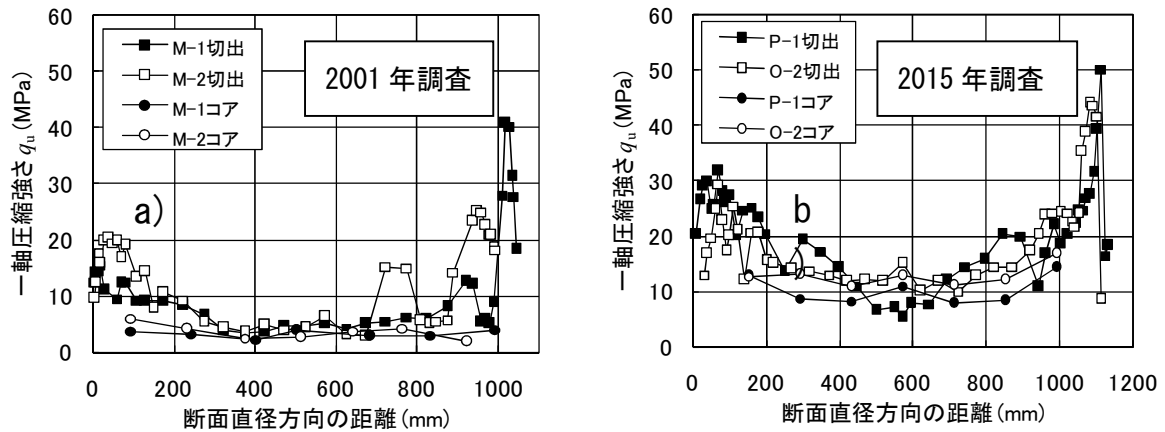 60
50
40
30
20
10
0
一軸圧縮強さ qu (MPa)
M-1切出
M-2切出
M-1コア
M-2コア
2001 年調査
a)
0 200 400 600 800 1000
断面直径方向の距離(mm)
60
50
40
30
20
10
0
一軸圧縮強さ qu (MPa)
P-1切出
O-2切出
P-1コア
O-2コア
2015 年調査
b
)
0 200 400 600 800 1000 1200
断面直径方向の距離(mm)